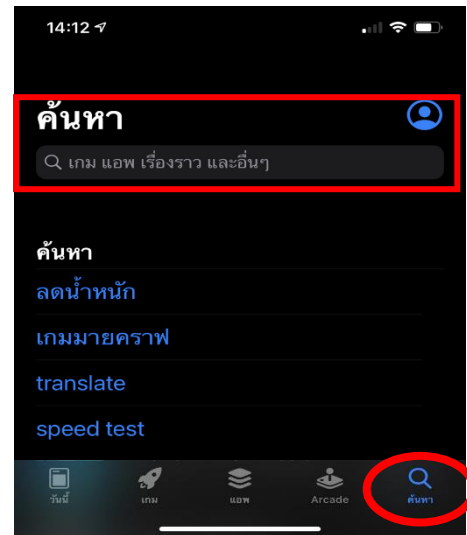 14:12
ค้นหา
เกม แอพ เรื่องราว และอื่นๆ
ค้นหา
ลดน้ำหนัก
เกมมายคราฟ
translate
speed test
วันนี้ เกม แอพ Arcade ค้นหา